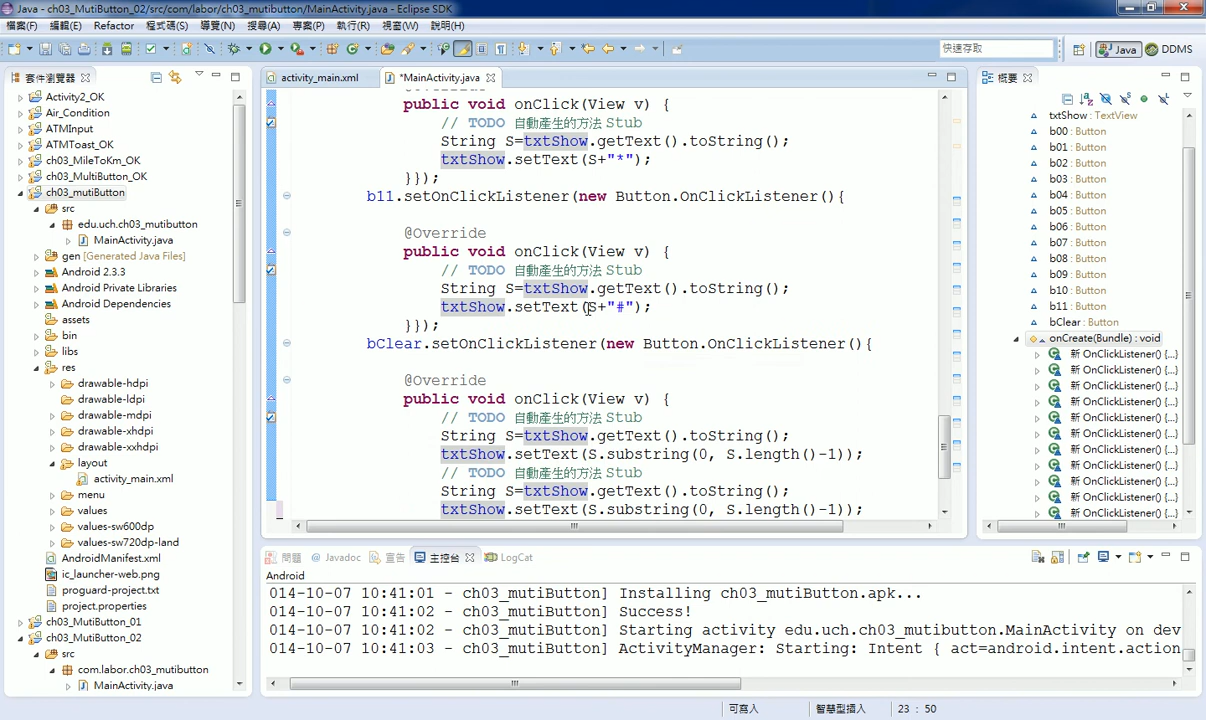 Java - ch03_MutiButton_02/src/com/labor/ch03_mutibutton/MainActivity.java - Eclipse SDK
檔案(F) 編輯(E) Refactor 程式碼(S) 導覽(N) 搜尋(A) 專案(P) 執行(R) 視窗(W) 說明(H)
快速存取 Java DDMS
套件瀏覽器
Activity2_OK
Air_Condition
ATMInput
ATMToast_OK
ch03_MileToKm_OK
ch03_MultiButton_OK
ch03_mutiButton
src
edu.uch.ch03_mutibutton
MainActivity.java
gen [Generated Java Files]
Android 2.3.3
Android Private Libraries
Android Dependencies
assets
bin
libs
res
drawable-hdpi
drawable-ldpi
drawable-mdpi
drawable-xhdpi
drawable-xxhdpi
layout
activity_main.xml
menu
values
values-sw600dp
values-sw720dp-land
AndroidManifest.xml
ic_launcher-web.png
proguard-project.txt
project.properties
ch03_MutiButton_01
ch03_MutiButton_02
src
com.labor.ch03_mutibutton
MainActivity.java
activity_main.xml *MainActivity.java
@Override
public void onClick(View v) {
// TODO 自動產生的方法 Stub
String S=txtShow.getText().toString();
txtShow.setText(S+"*");
}});
b11.setOnClickListener(new Button.OnClickListener(){
@Override
public void onClick(View v) {
// TODO 自動產生的方法 Stub
String S=txtShow.getText().toString();
txtShow.setText(S+"#");
}});
bClear.setOnClickListener(new Button.OnClickListener(){
@Override
public void onClick(View v) {
// TODO 自動產生的方法 Stub
String S=txtShow.getText().toString();
txtShow.setText(S.substring(0, S.length()-1));
// TODO 自動產生的方法 Stub
String S=txtShow.getText().toString();
txtShow.setText(S.substring(0, S.length()-1));
概要
txtShow : TextView
b00 : Button
b01 : Button
b02 : Button
b03 : Button
b04 : Button
b05 : Button
b06 : Button
b07 : Button
b08 : Button
b09 : Button
b10 : Button
b11 : Button
bClear : Button
onCreate(Bundle) : void
新 OnClickListener() {...}
新 OnClickListener() {...}
新 OnClickListener() {...}
新 OnClickListener() {...}
新 OnClickListener() {...}
新 OnClickListener() {...}
新 OnClickListener() {...}
新 OnClickListener() {...}
新 OnClickListener() {...}
新 OnClickListener() {...}
新 OnClickListener() {...}
問題 @ Javadoc 宣告 主控台 LogCat
Android
014-10-07 10:41:01 - ch03_mutiButton] Installing ch03_mutiButton.apk...
014-10-07 10:41:02 - ch03_mutiButton] Success!
014-10-07 10:41:02 - ch03_mutiButton] Starting activity edu.uch.ch03_mutibutton.MainActivity on dev
014-10-07 10:41:03 - ch03_mutiButton] ActivityManager: Starting: Intent { act=android.intent.action
可寫入 智慧型插入 23 : 50